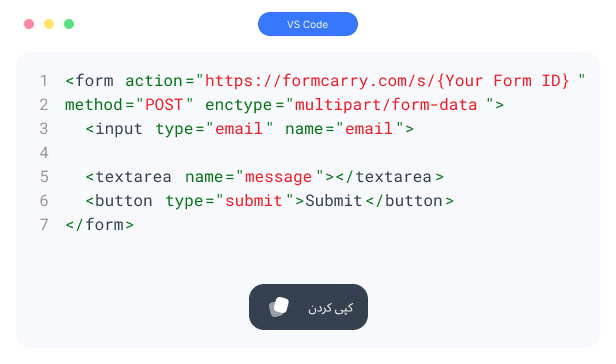 VS Code
1 <form action="https://formcarry.com/s/{Your Form ID} "
2 method="POST" enctype="multipart/form-data ">
3 <input type="email" name="email">
4
5 <textarea name="message"></textarea>
6 <button type="submit">Submit</button>
7 </form>
کپی کردن